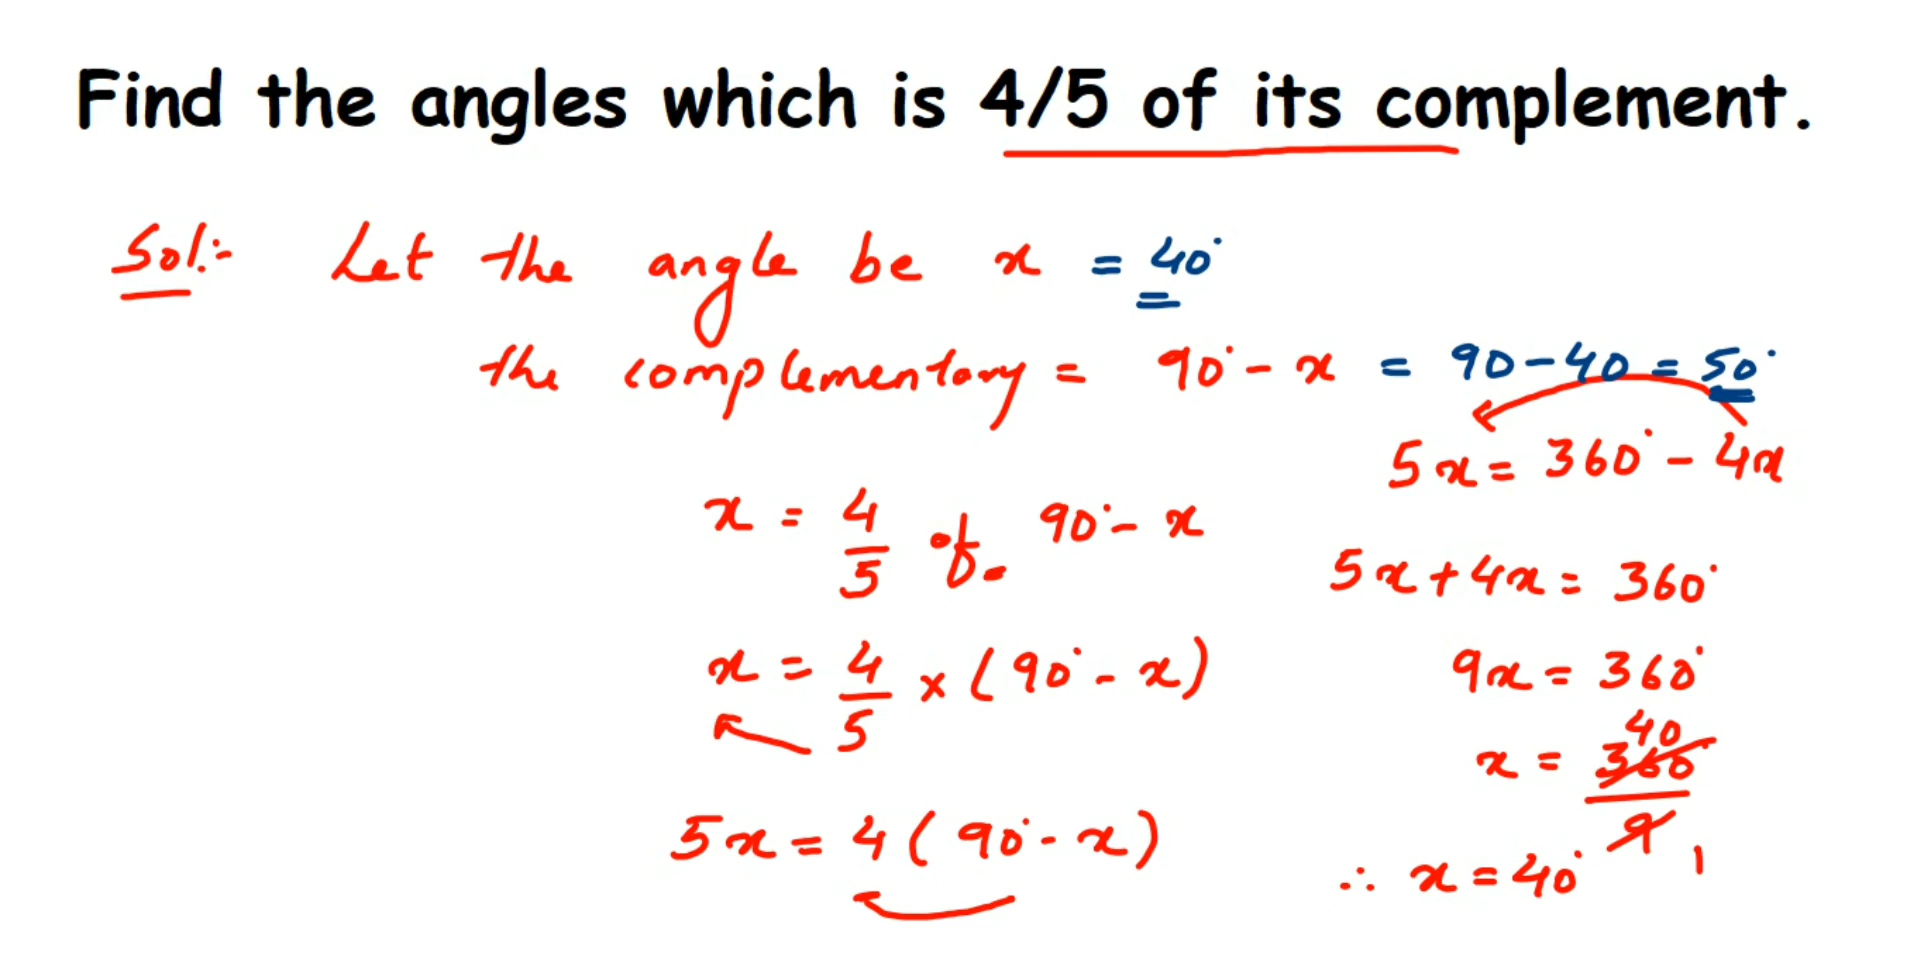 Find the angles which is 4/5 of its complement.
Sol:- Let the angle be x = 40°
the complementary = 90° - x = 90 - 40 = 50°
x = 4/5 of 90° - x
x = 4/5 × (90° - x)
5x = 4(90° - x)
5x = 360° - 4x
5x + 4x = 360°
9x = 360°
40
x = 360°/9
1
∴ x = 40°